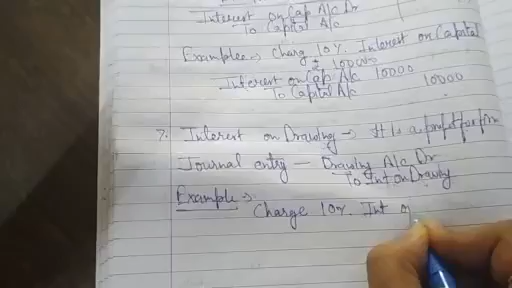 Interest on Cap A/c Dr
To Capital A/c
Example → Charg 10%. Interest on Capital
₹ 100000
Interest on Cap A/c 10000
To Capital A/c 10000
7. Interest on Drawing → It is a profit for firm
Journal entry — Drawing A/c Dr
To Int on Drawing
Example →
Charge 10%. Int o